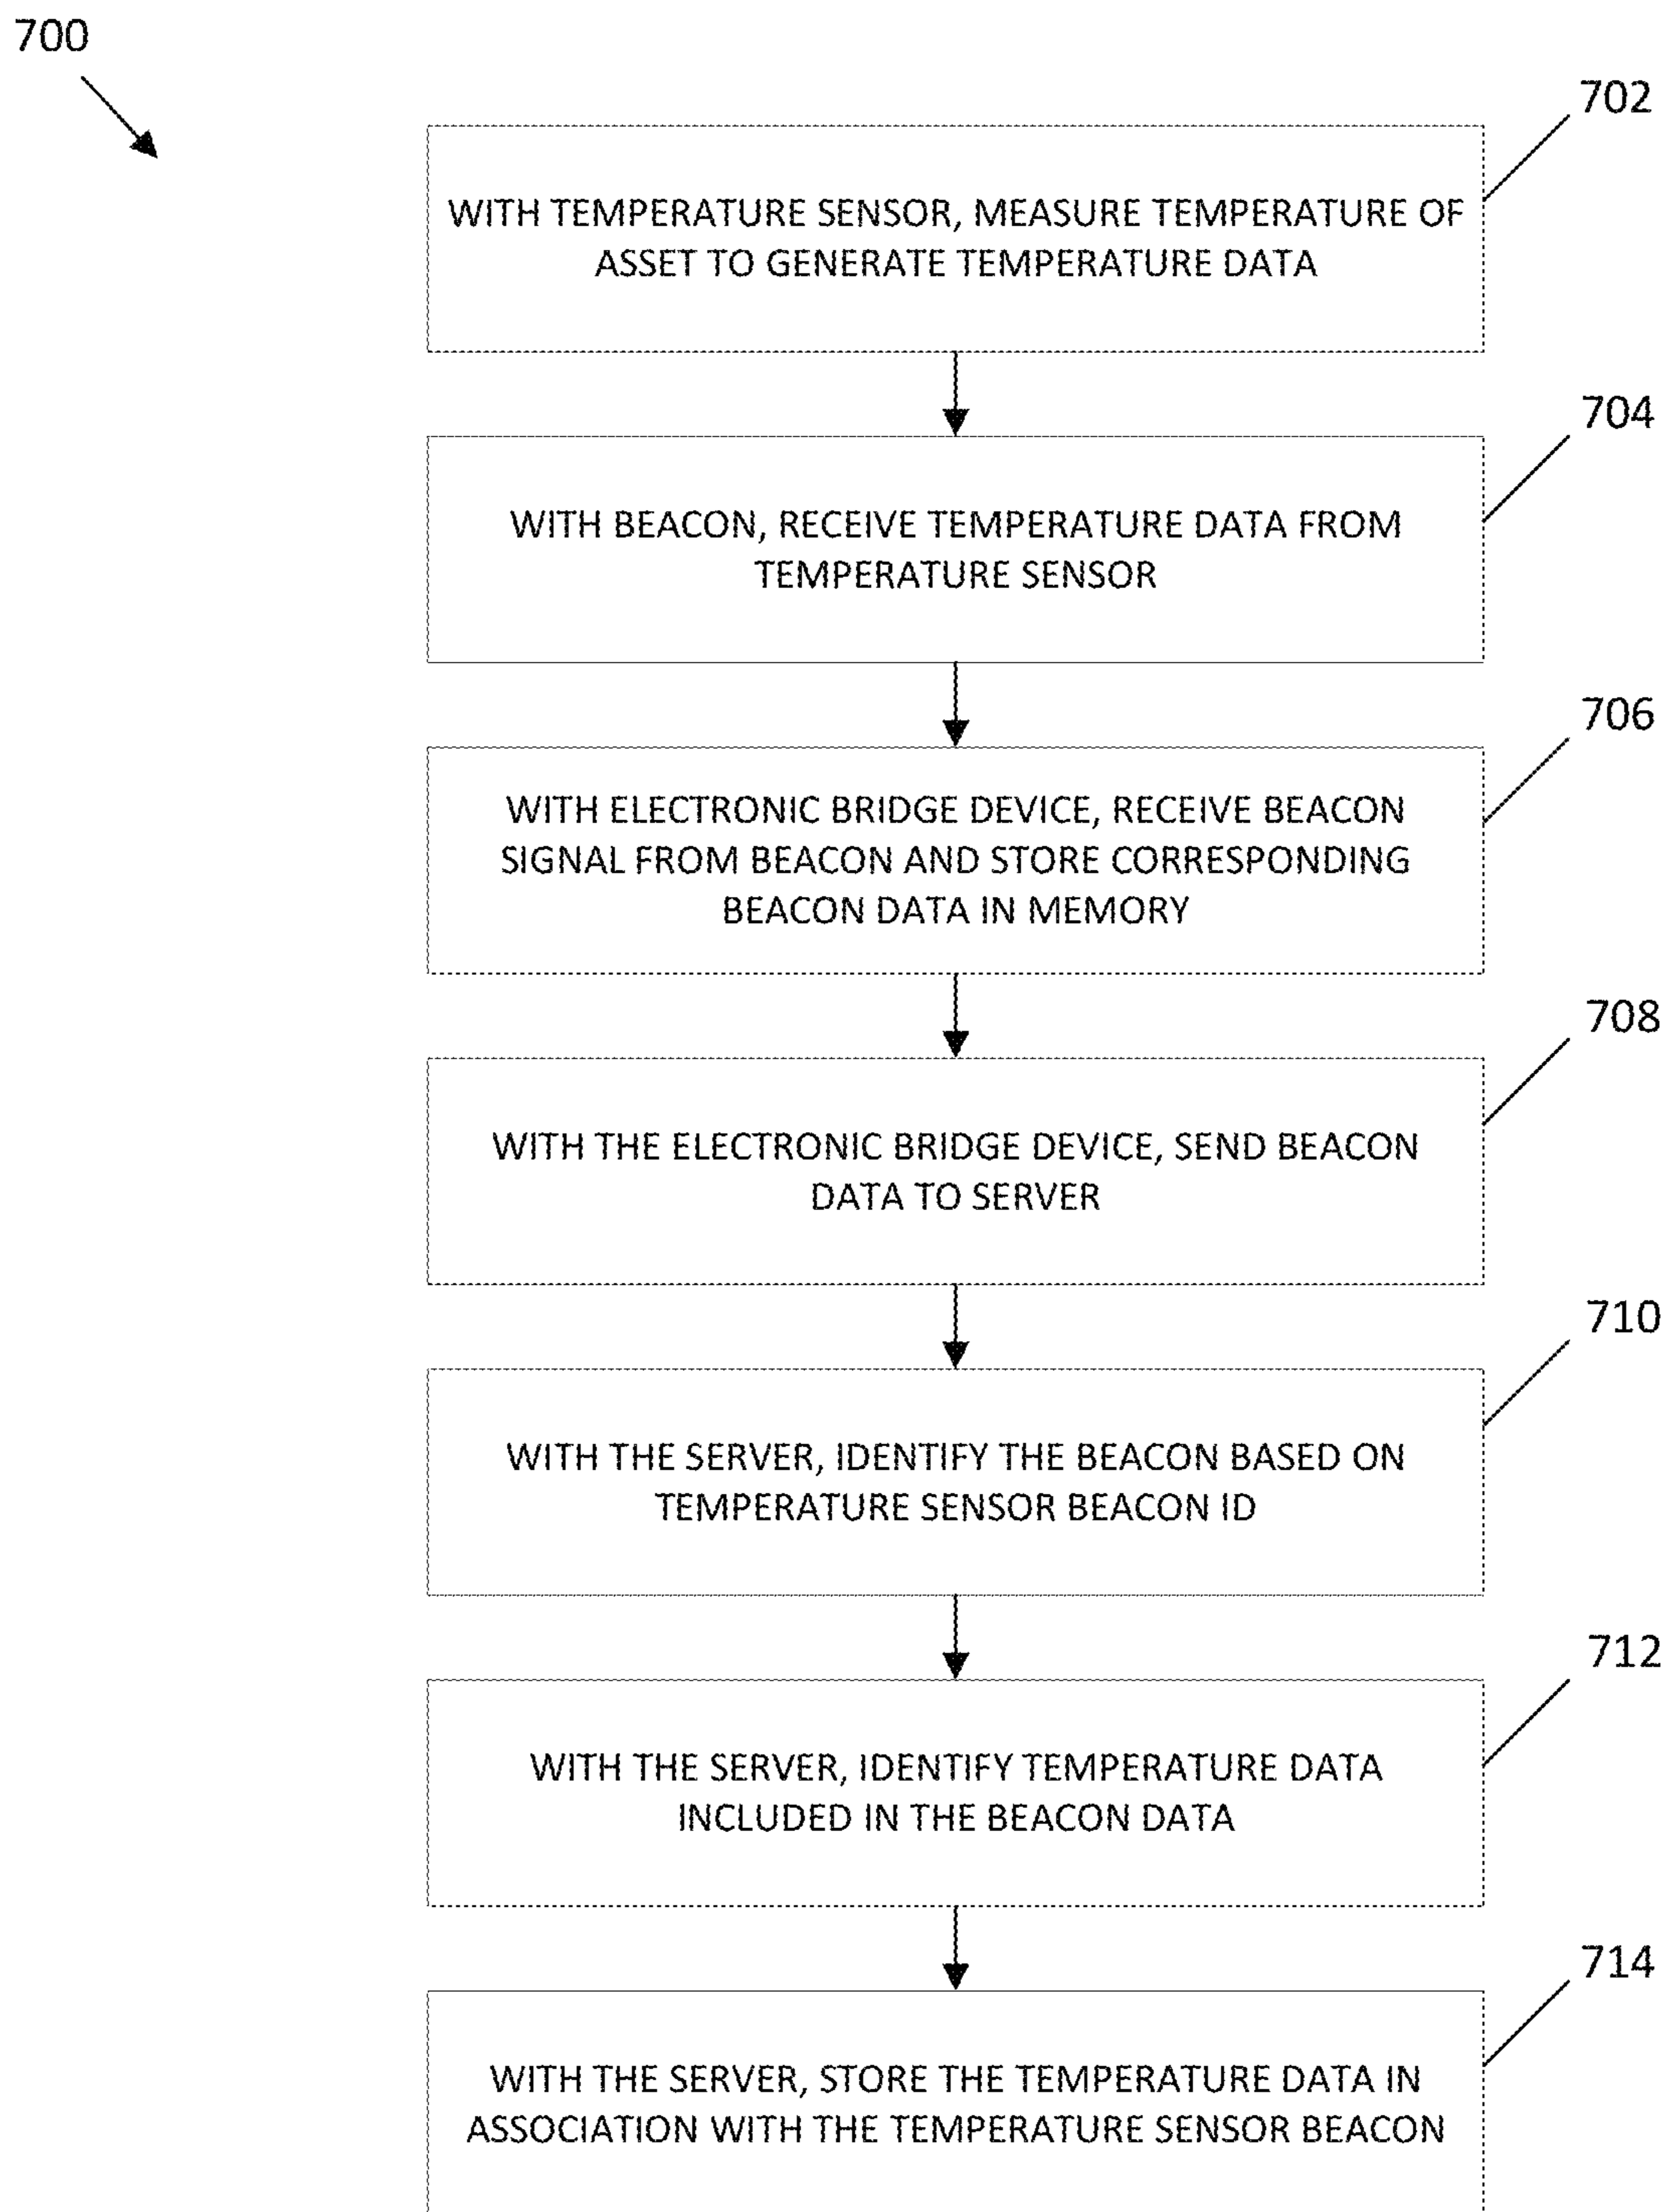 700
702
WITH TEMPERATURE SENSOR, MEASURE TEMPERATURE OF
ASSET TO GENERATE TEMPERATURE DATA
704
WITH BEACON, RECEIVE TEMPERATURE DATA FROM
TEMPERATURE SENSOR
706
WITH ELECTRONIC BRIDGE DEVICE, RECEIVE BEACON
SIGNAL FROM BEACON AND STORE CORRESPONDING
BEACON DATA IN MEMORY
708
WITH THE ELECTRONIC BRIDGE DEVICE, SEND BEACON
DATA TO SERVER
710
WITH THE SERVER, IDENTIFY THE BEACON BASED ON
TEMPERATURE SENSOR BEACON ID
712
WITH THE SERVER, IDENTIFY TEMPERATURE DATA
INCLUDED IN THE BEACON DATA
714
WITH THE SERVER, STORE THE TEMPERATURE DATA IN
ASSOCIATION WITH THE TEMPERATURE SENSOR BEACON